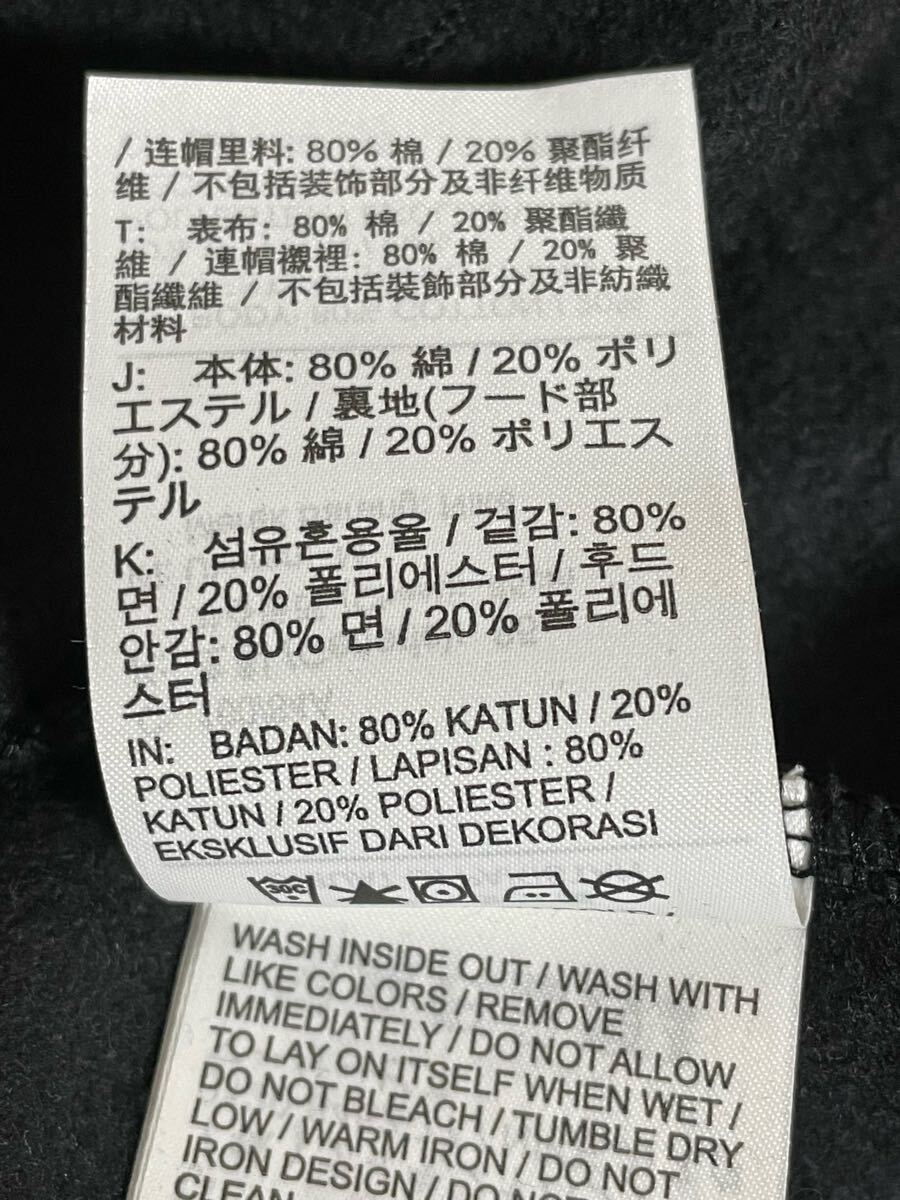 / 连帽里料: 80% 棉 / 20% 聚酯纤
维 / 不包括装饰部分及非纤维物质
T: 表布: 80% 棉 / 20% 聚酯纖
維 / 連帽襯裡: 80% 棉 / 20% 聚
酯纖維 / 不包括裝飾部分及非紡織
材料
J: 本体: 80% 綿 / 20% ポリ
エステル / 裏地(フード部
分): 80% 綿 / 20% ポリエス
テル
K: 섬유혼용율 / 겉감: 80%
면 / 20% 폴리에스터 / 후드
안감: 80% 면 / 20% 폴리에
스터
IN: BADAN: 80% KATUN / 20%
POLIESTER / LAPISAN : 80%
KATUN / 20% POLIESTER /
EKSKLUSIF DARI DEKORASI
30C
WASH INSIDE OUT / WASH WITH
LIKE COLORS / REMOVE
IMMEDIATELY / DO NOT ALLOW
TO LAY ON ITSELF WHEN WET /
DO NOT BLEACH / TUMBLE DRY
LOW / WARM IRON / DO NOT
IRON DESIGN / DO NOT
CLEAN